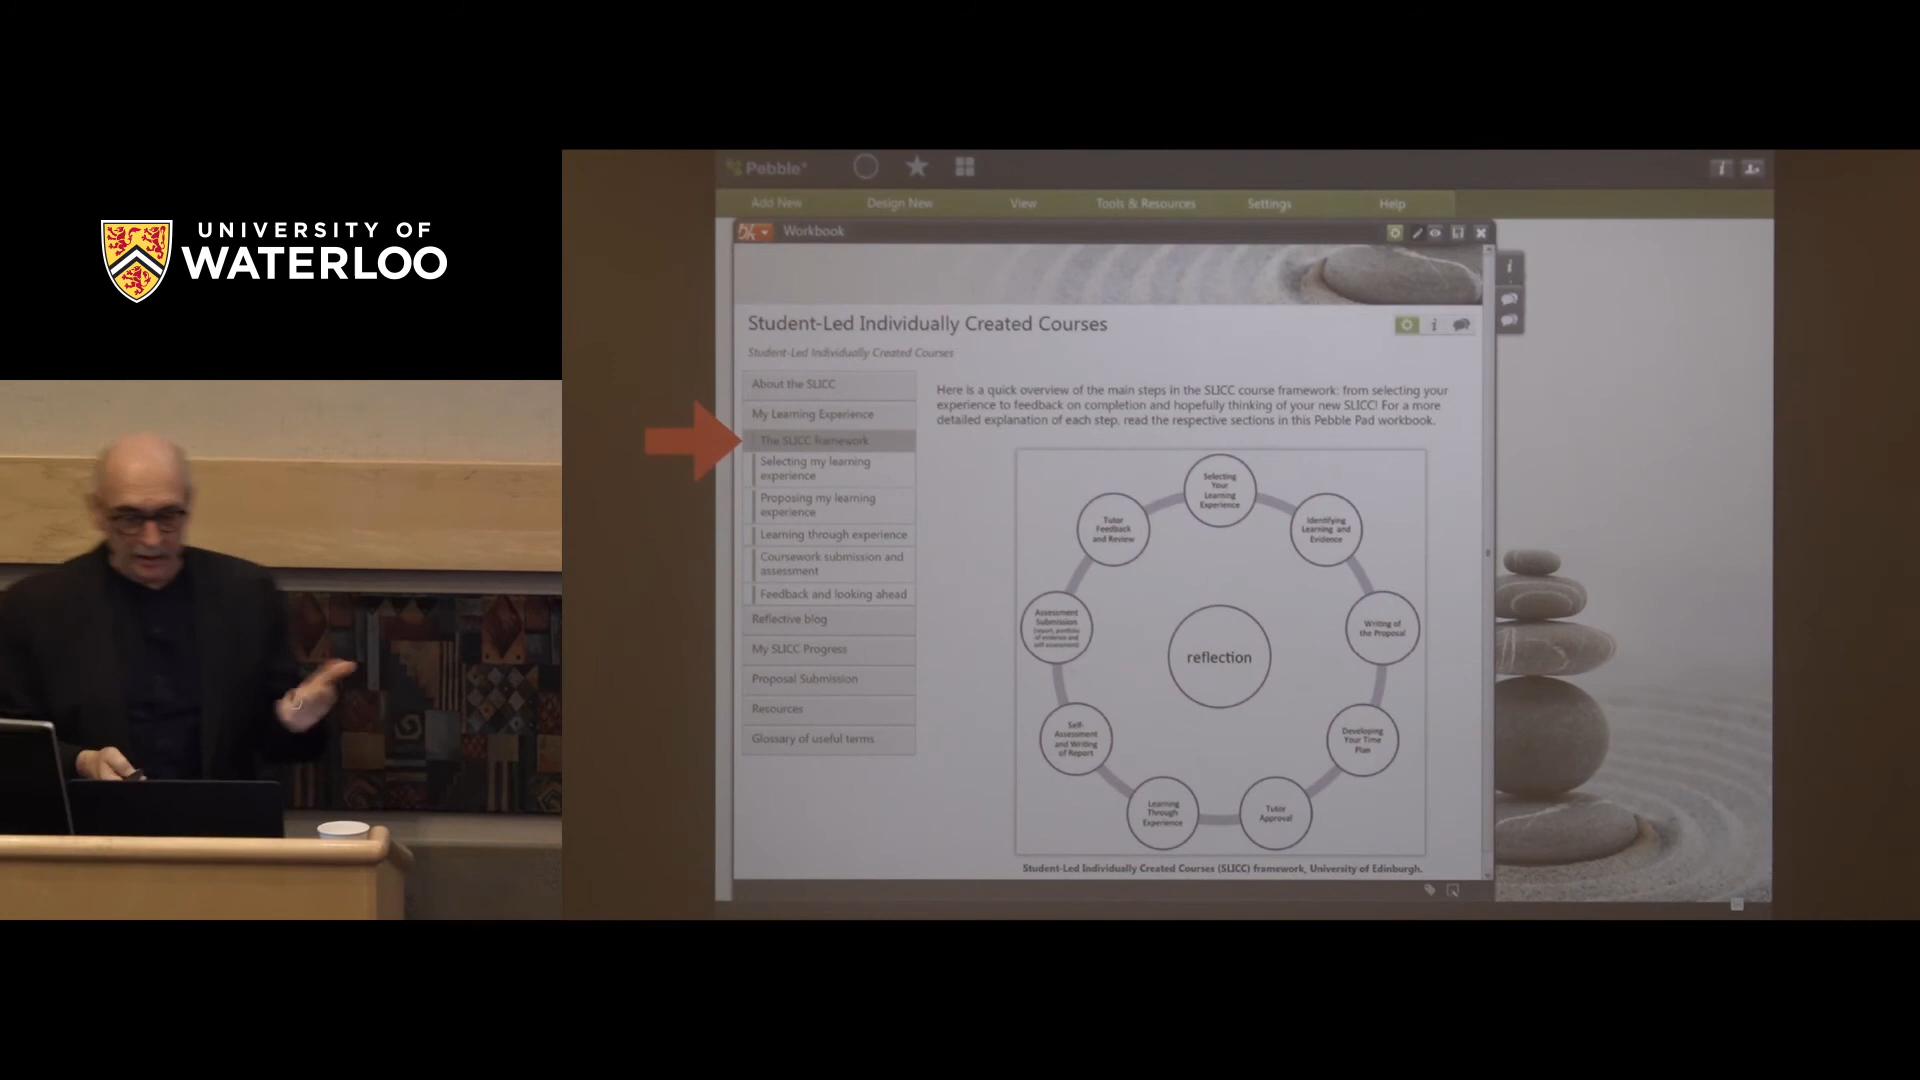 UNIVERSITY OF
WATERLOO
Pebble+
Add New
Design New
View
Tools & Resources
Settings
Help
Workbook
Student-Led Individually Created Courses
Student-Led Individually Created Courses
About the SLICC
My Learning Experience
The SLICC framework
Selecting my learning
experience
Proposing my learning
experience
Learning through experience
Coursework submission and
assessment
Feedback and looking ahead
Reflective blog
My SLICC Progress
Proposal Submission
Resources
Glossary of useful terms
Here is a quick overview of the main steps in the SLICC course framework: from selecting your
experience to feedback on completion and hopefully thinking of your new SLICC! For a more
detailed explanation of each step, read the respective sections in this Pebble Pad workbook.
Selecting
Your
Learning
Experience
Identifying
Learning and
Evidence
Writing of
the Proposal
Developing
Your Time
Plan
Tutor
Approval
Learning
Through
Experience
Self-
Assessment
and Writing
of Report
Assessment
Submission
(report, portfolio
of evidence and
self assessment)
Tutor
Feedback
and Review
reflection
Student-Led Individually Created Courses (SLICC) framework, University of Edinburgh.